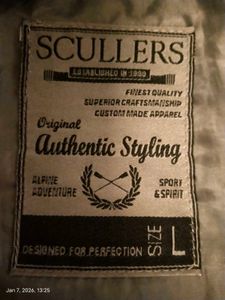 SCULLERS
ESTABLISHED IN 1990
FINEST QUALITY
SUPERIOR CRAFTSMANSHIP
CUSTOM MADE APPAREL
Original
Authentic Styling
ALPINE ADVENTURE
SPORT & SPIRIT
DESIGNED FOR PERFECTION
SIZE L
Jan 7, 2026, 13:25